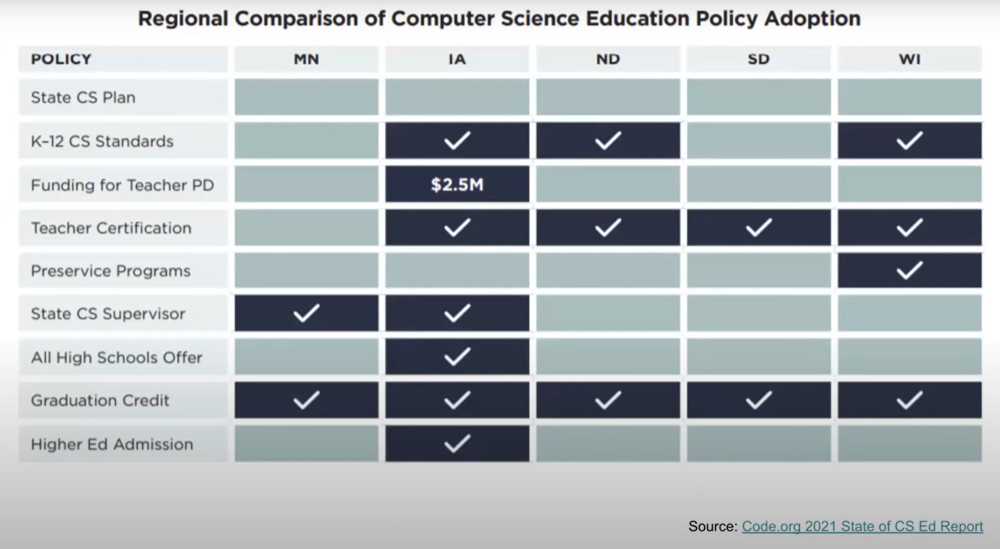 Regional Comparison of Computer Science Education Policy Adoption
POLICY MN IA ND SD WI
State CS Plan
K–12 CS Standards ✓ ✓ ✓
Funding for Teacher PD $2.5M
Teacher Certification ✓ ✓ ✓ ✓
Preservice Programs ✓
State CS Supervisor ✓ ✓
All High Schools Offer ✓
Graduation Credit ✓ ✓ ✓ ✓ ✓
Higher Ed Admission ✓
Source: Code.org 2021 State of CS Ed Report